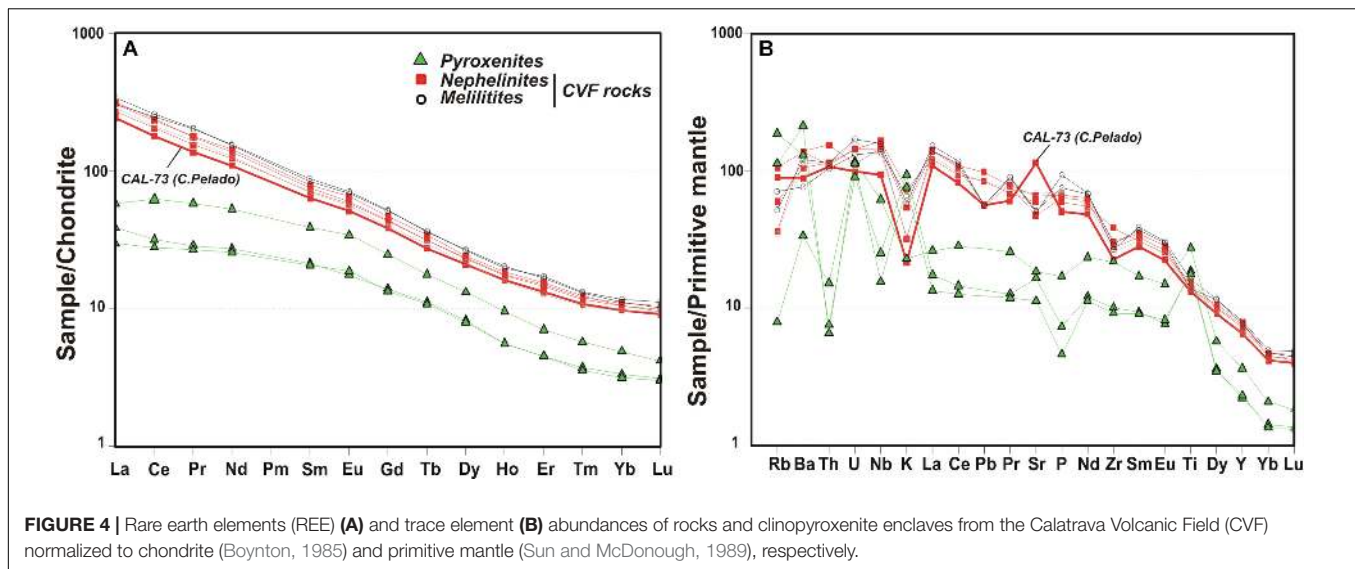 A
1000
100
10
1
Sample/Chondrite
Pyroxenites
Nephelinites
Melilitites
CVF rocks
CAL-73 (C.Pelado)
La Ce Pr Nd Pm Sm Eu Gd Tb Dy Ho Er Tm Yb Lu
B
1000
100
10
1
Sample/Primitive mantle
CAL-73 (C.Pelado)
Rb Ba Th U Nb K La Ce Pb Pr Sr P Nd Zr Sm Eu Ti Dy Y Yb Lu
FIGURE 4 | Rare earth elements (REE) (A) and trace element (B) abundances of rocks and clinopyroxenite enclaves from the Calatrava Volcanic Field (CVF)
normalized to chondrite (Boynton, 1985) and primitive mantle (Sun and McDonough, 1989), respectively.